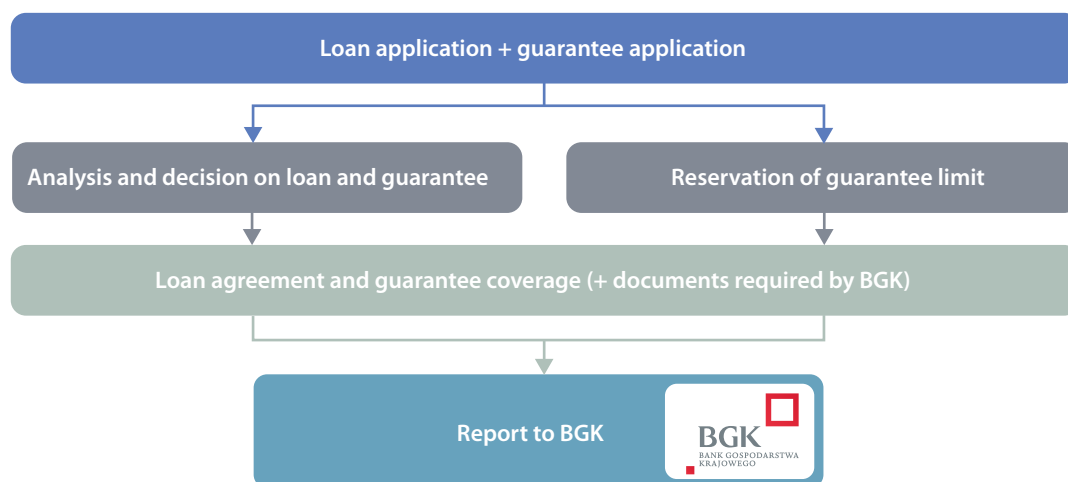 Loan application + guarantee application
Analysis and decision on loan and guarantee
Reservation of guarantee limit
Loan agreement and guarantee coverage (+ documents required by BGK)
Report to BGK
BGK
BANK GOSPODARSTWA
KRAJOWEGO